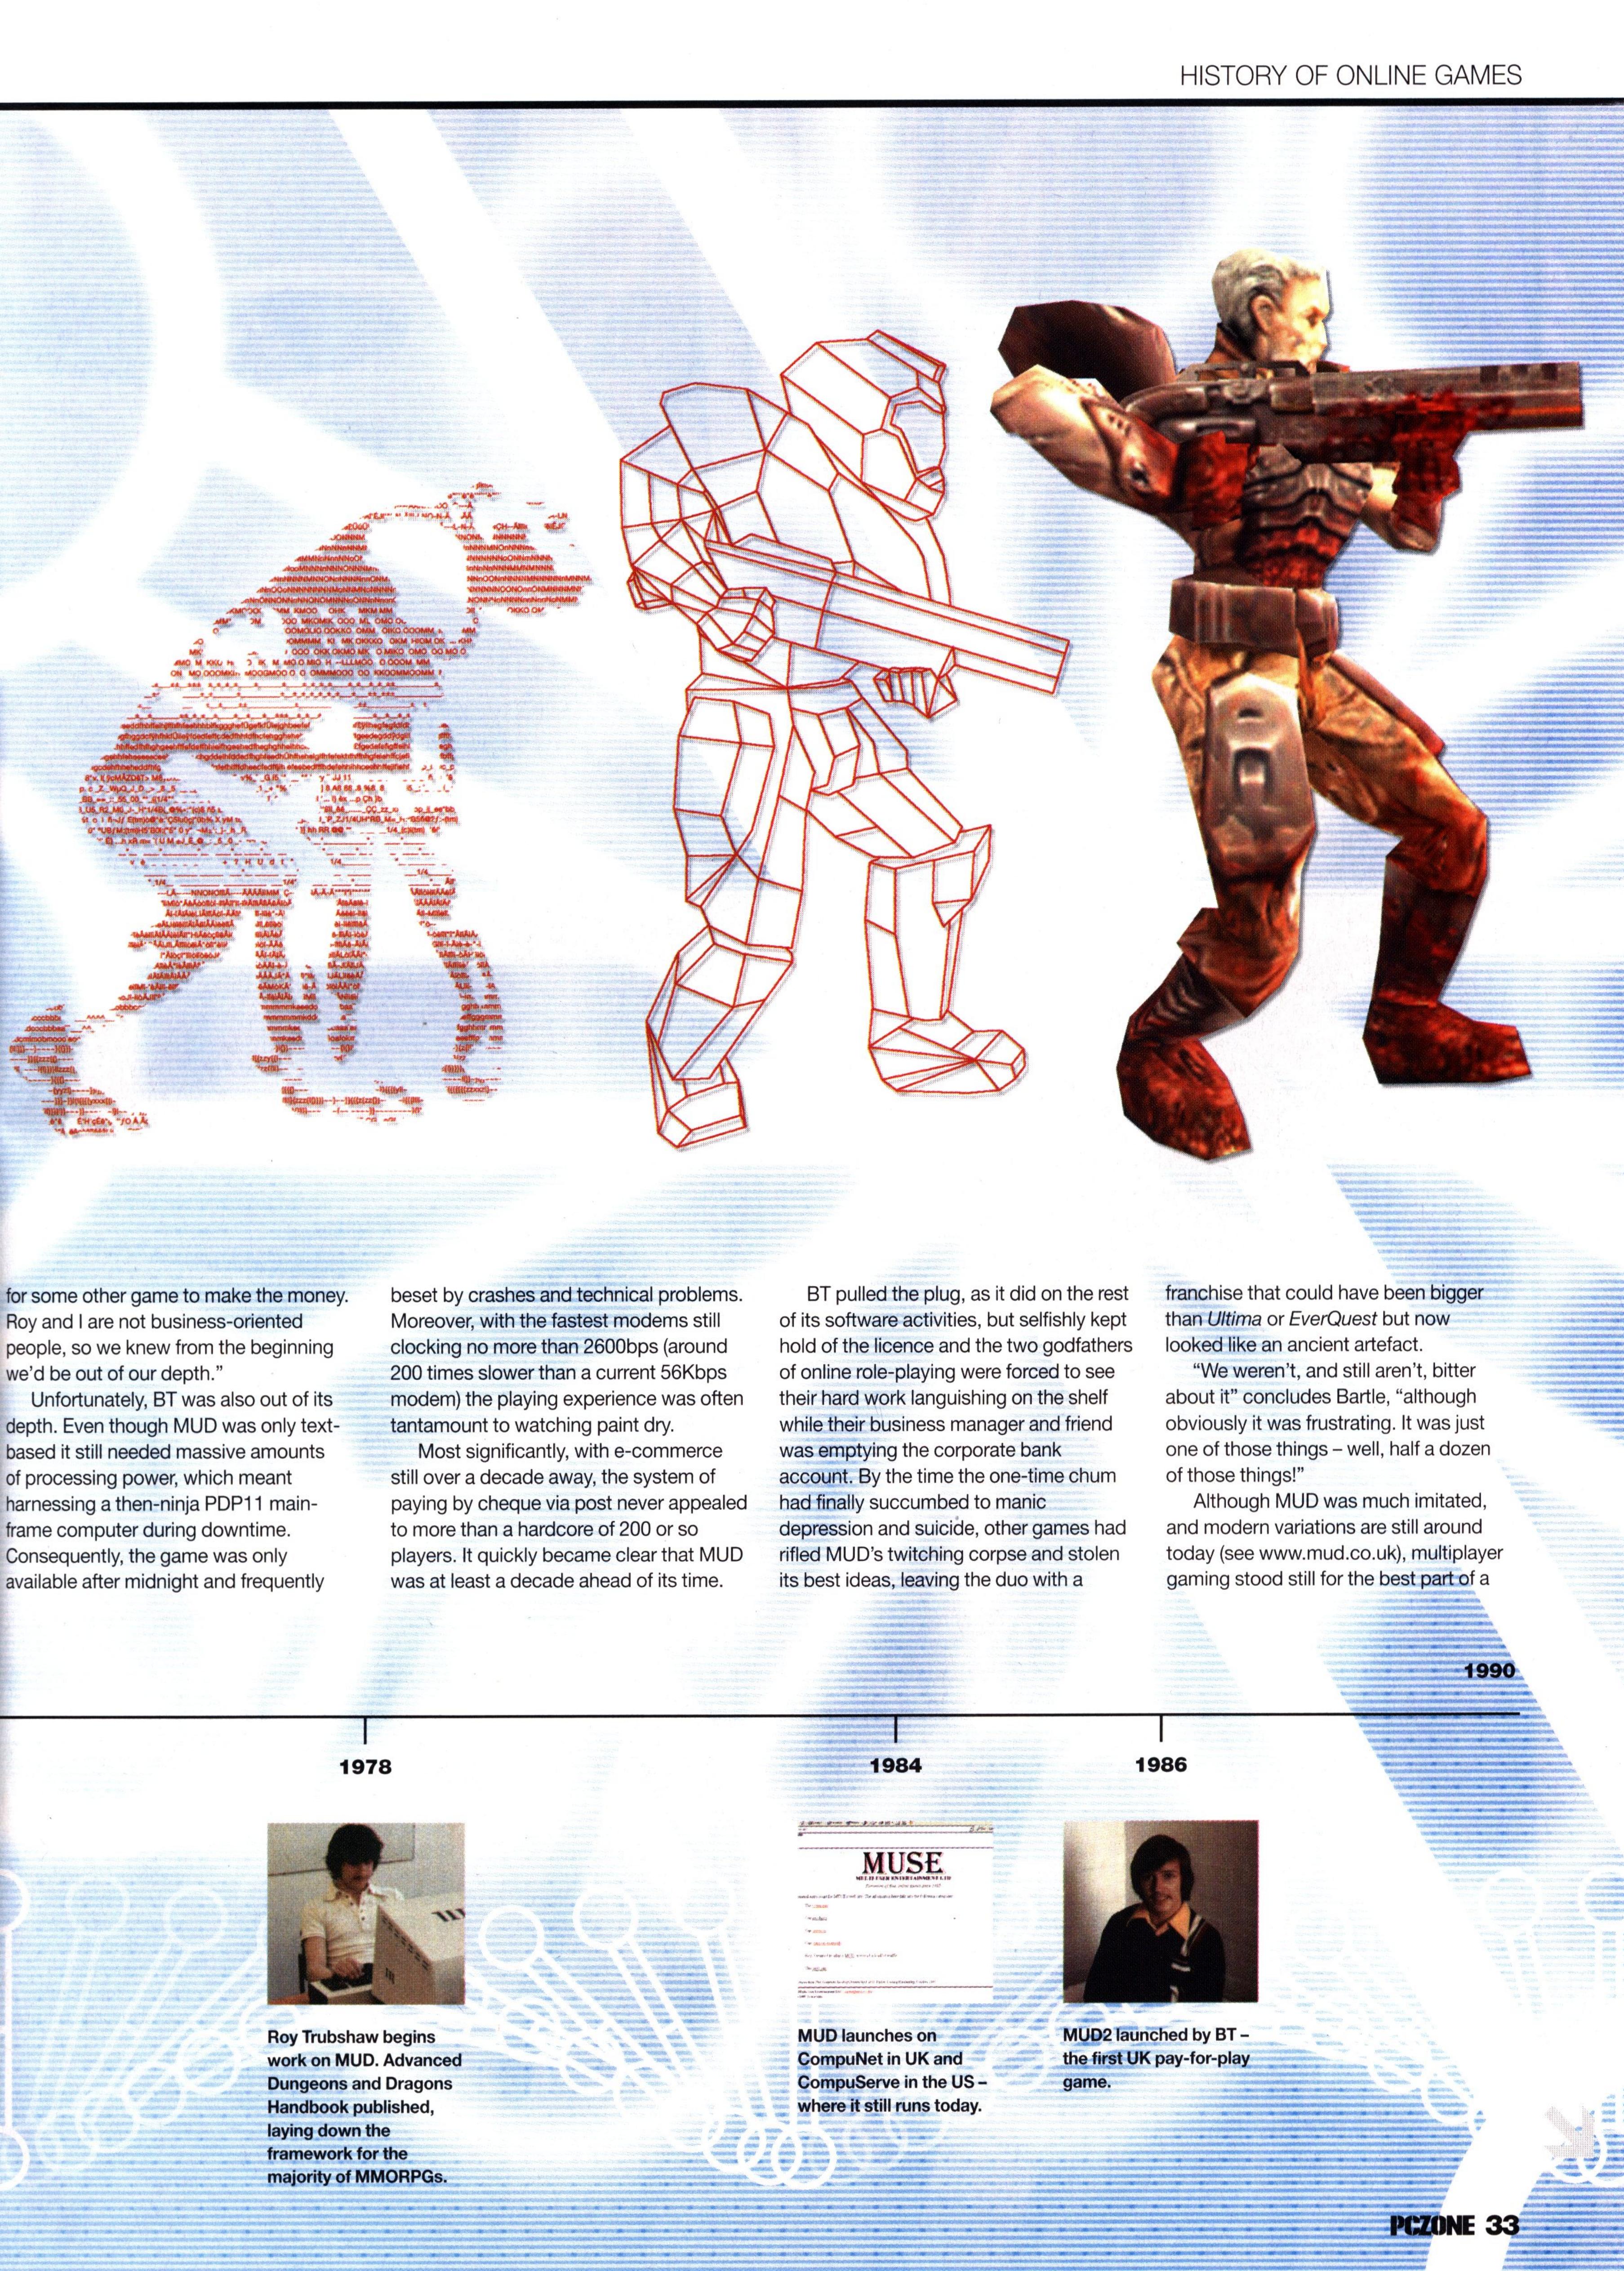 HISTORY OF ONLINE GAMES
for some other game to make the money.
Roy and I are not business-oriented
people, so we knew from the beginning
we'd be out of our depth."
Unfortunately, BT was also out of its
depth. Even though MUD was only text-
based it still needed massive amounts
of processing power, which meant
harnessing a then-ninja PDP11 main-
frame computer during downtime.
Consequently, the game was only
available after midnight and frequently
beset by crashes and technical problems.
Moreover, with the fastest modems still
clocking no more than 2600bps (around
200 times slower than a current 56Kbps
modem) the playing experience was often
tantamount to watching paint dry.
Most significantly, with e-commerce
still over a decade away, the system of
paying by cheque via post never appealed
to more than a hardcore of 200 or so
players. It quickly became clear that MUD
was at least a decade ahead of its time.
BT pulled the plug, as it did on the rest
of its software activities, but selfishly kept
hold of the licence and the two godfathers
of online role-playing were forced to see
their hard work languishing on the shelf
while their business manager and friend
was emptying the corporate bank
account. By the time the one-time chum
had finally succumbed to manic
depression and suicide, other games had
rifled MUD's twitching corpse and stolen
its best ideas, leaving the duo with a
franchise that could have been bigger
than Ultima or EverQuest but now
looked like an ancient artefact.
"We weren't, and still aren't, bitter
about it" concludes Bartle, "although
obviously it was frustrating. It was just
one of those things – well, half a dozen
of those things!"
Although MUD was much imitated,
and modern variations are still around
today (see www.mud.co.uk), multiplayer
gaming stood still for the best part of a
1990
1978
1984
1986
MUSE
MULTI USER ENTERTAINMENT LTD
Roy Trubshaw begins
work on MUD. Advanced
Dungeons and Dragons
Handbook published,
laying down the
framework for the
majority of MMORPGs.
MUD launches on
CompuNet in UK and
CompuServe in the US –
where it still runs today.
MUD2 launched by BT –
the first UK pay-for-play
game.
PCZONE 33